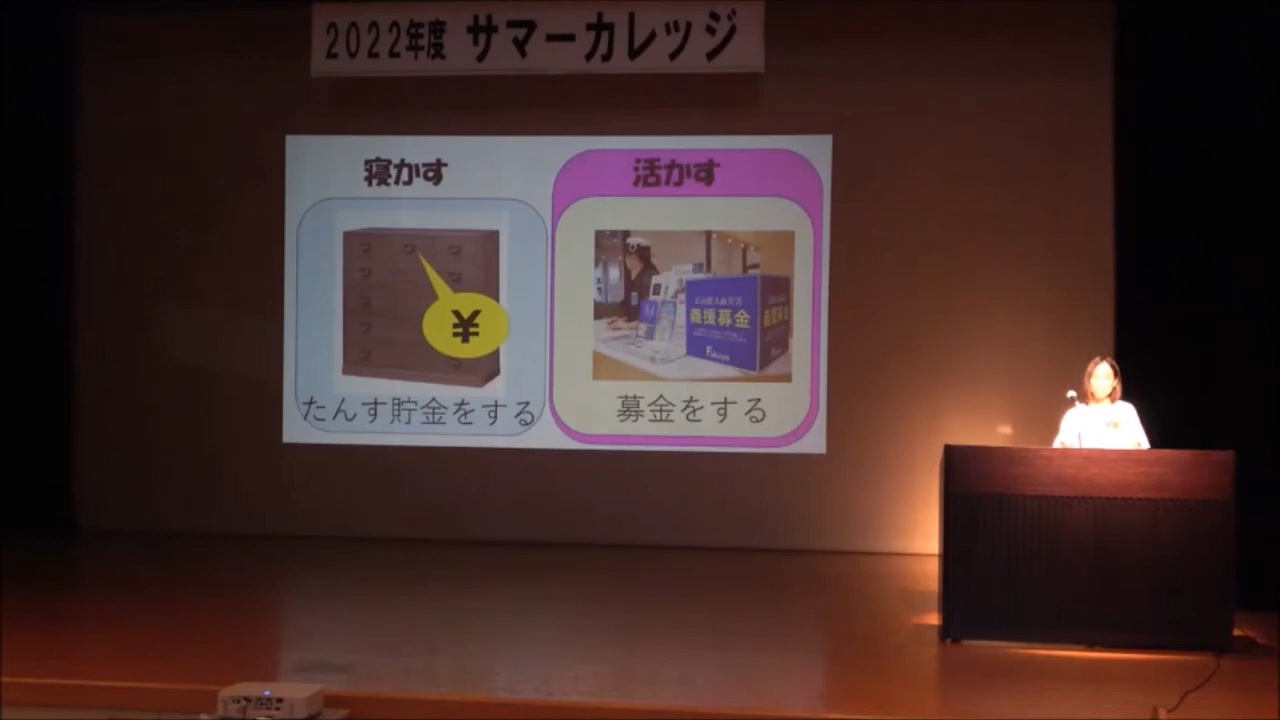 2022年度 サマーカレッジ
寝かす
活かす
¥
義援募金
Fukuya
たんす貯金をする
募金をする